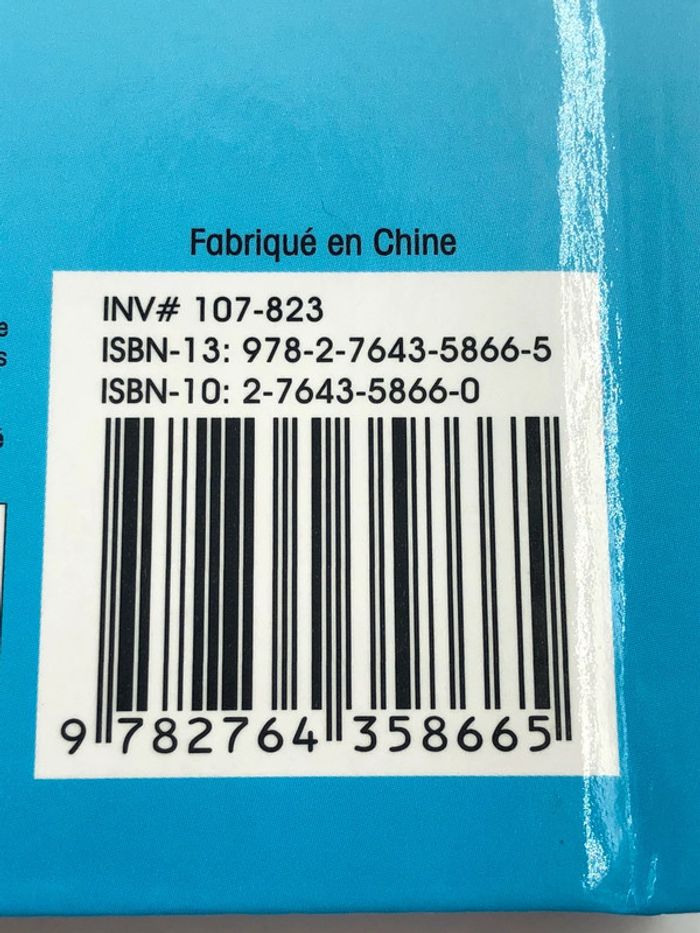 Fabriqué en Chine
INV# 107-823
ISBN-13: 978-2-7643-5866-5
ISBN-10: 2-7643-5866-0
9 782764 358665